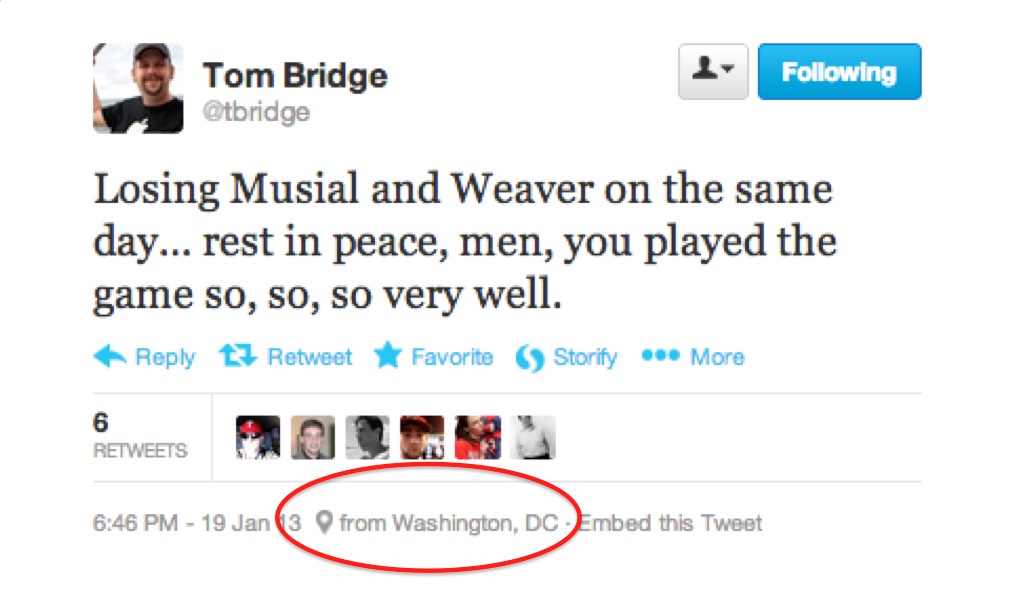 Tom Bridge
@tbridge
Following
Losing Musial and Weaver on the same
day... rest in peace, men, you played the
game so, so, so very well.
Reply Retweet Favorite Storify More
6
RETWEETS
6:46 PM - 19 Jan 13 from Washington, DC · Embed this Tweet